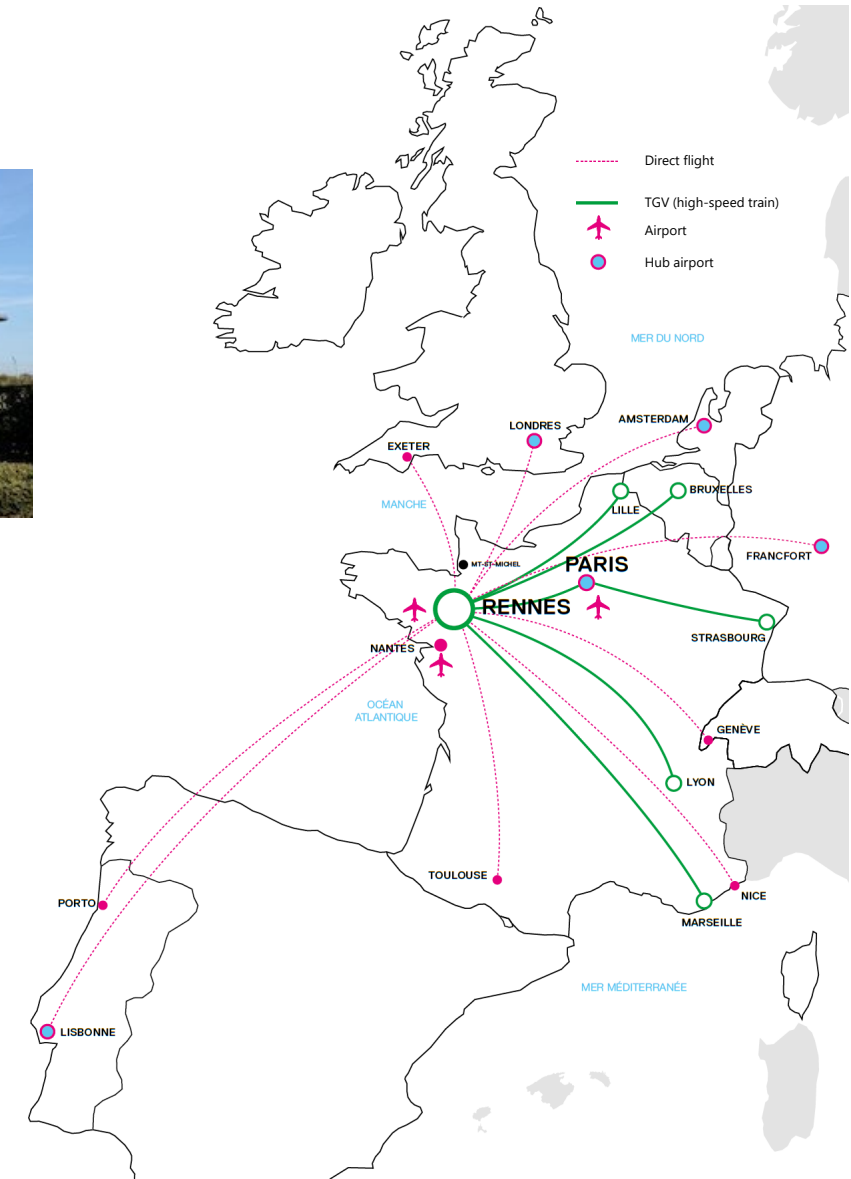 Direct flight
TGV (high-speed train)
Airport
Hub airport
MER DU NORD
AMSTERDAM
LONDRES
EXETER
BRUXELLES
MANCHE
LILLE
FRANCFORT
PARIS
MT-ST-MICHEL
RENNES
STRASBOURG
NANTES
OCÉAN
ATLANTIQUE
GENÈVE
LYON
TOULOUSE
NICE
PORTO
MARSEILLE
MER MÉDITERRANÉE
LISBONNE